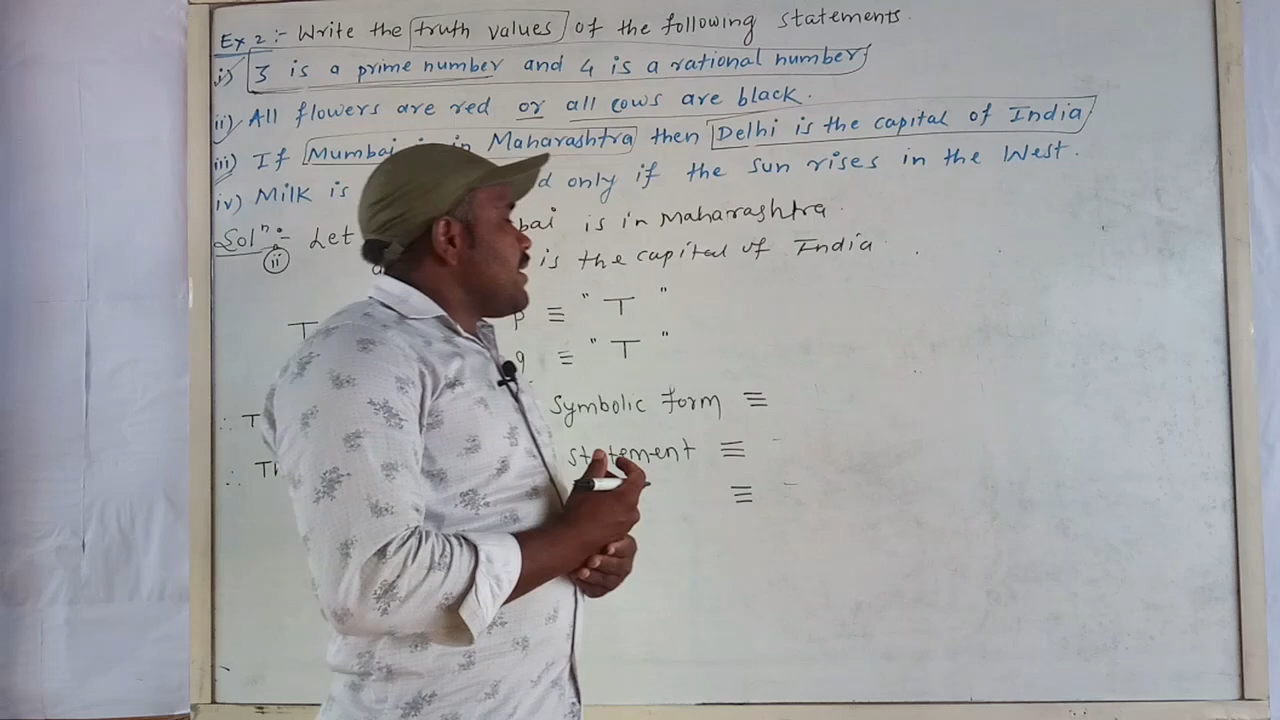 Ex 2:- Write the truth values of the following statements.
i) 3 is a prime number and 4 is a rational number
ii) All flowers are red or all cows are black.
iii) If Mumbai is in Maharashtra then Delhi is the capital of India
iv) Milk is only if the sun rises in the West.
Solⁿ:- Let is in Maharashtra.
ii is the capital of India
T p ≡ "T"
q ≡ "T"
∴ T Symbolic form ≡
∴ Th statement ≡
≡